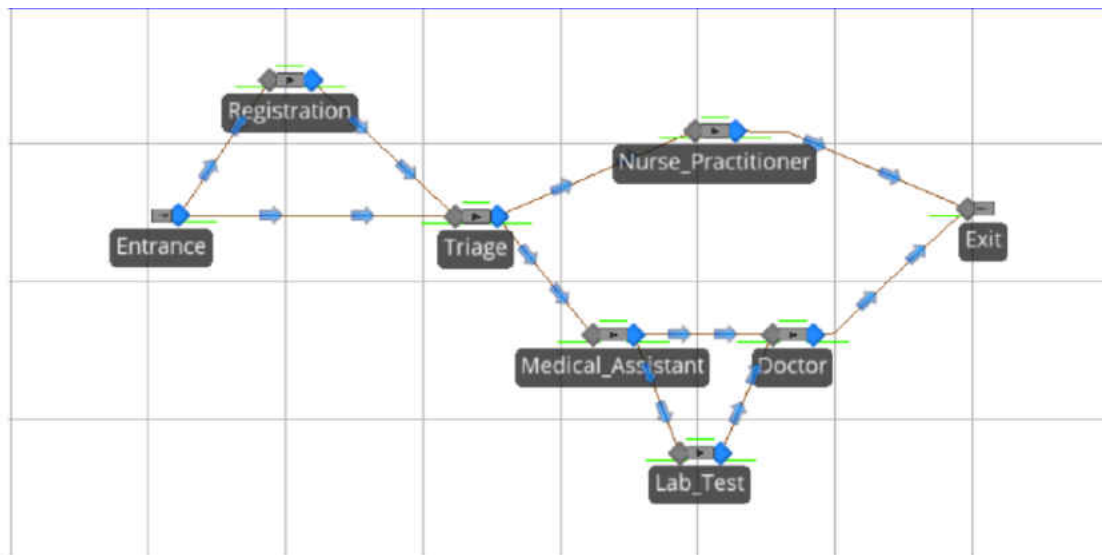 Registration
Nurse_Practitioner
Entrance
Triage
Exit
Medical_Assistant
Doctor
Lab_Test